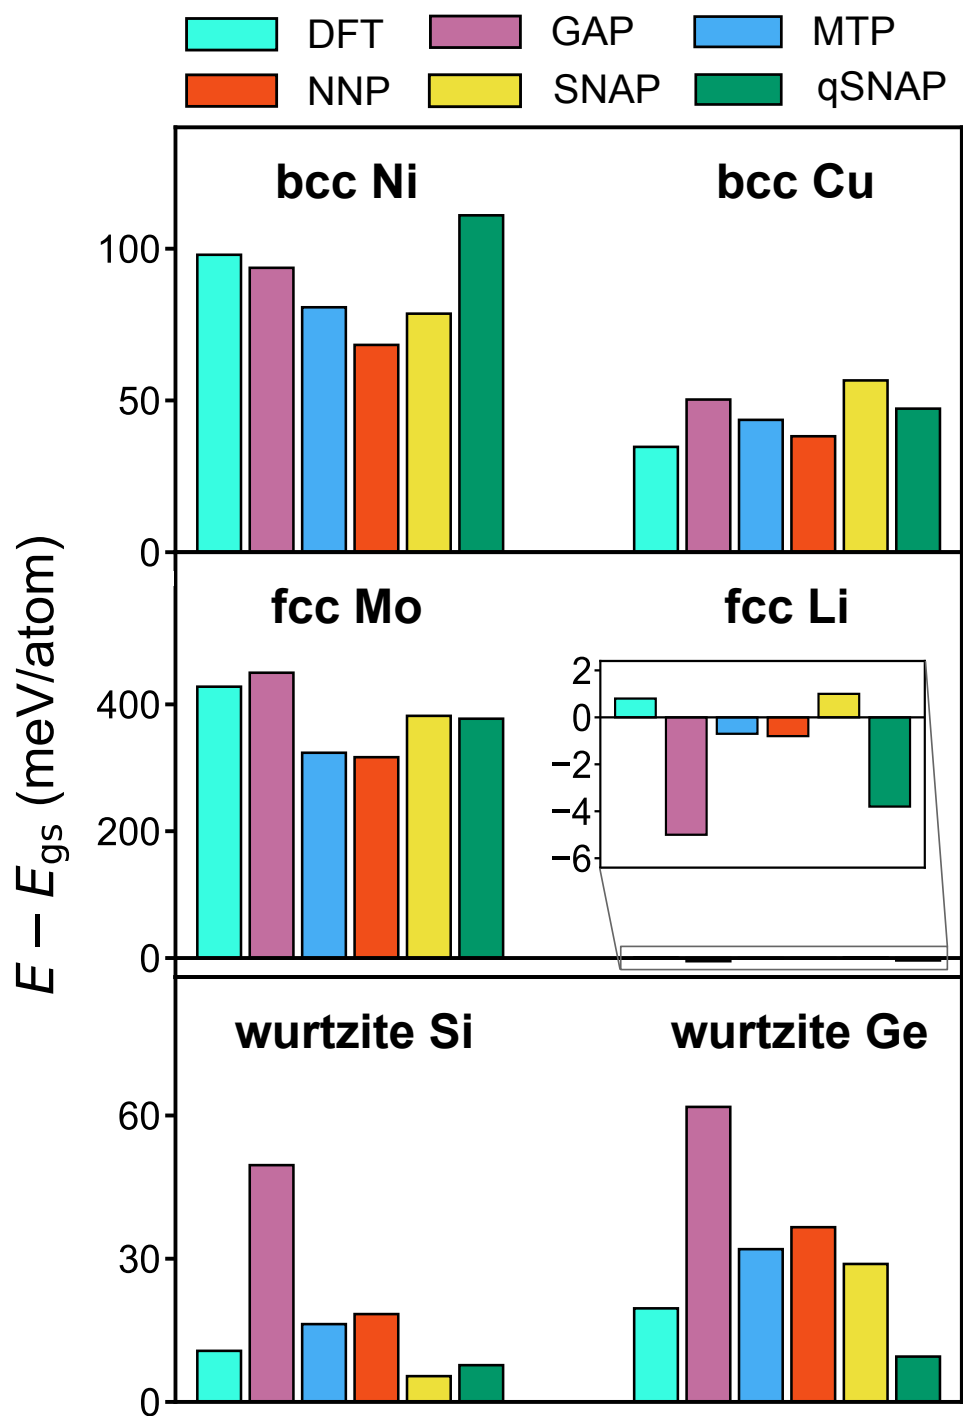 DFT GAP MTP
NNP SNAP qSNAP
E − Egs (meV/atom)
bcc Ni bcc Cu
100
50
0
fcc Mo fcc Li
400
200
0
2
0
−2
−4
−6
wurtzite Si wurtzite Ge
60
30
0